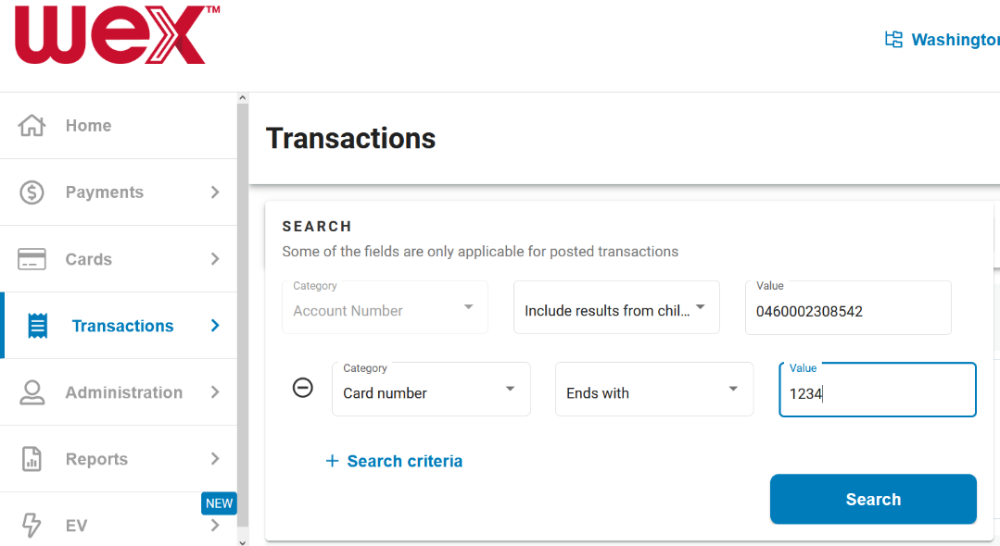 wex™
Washington
Home
Transactions
Payments
SEARCH
Some of the fields are only applicable for posted transactions
Cards
Category
Account Number
Include results from chil...
Value
0460002308542
Transactions
Category
Card number
Ends with
Value
1234
Administration
Reports
+ Search criteria
NEW
Search
EV